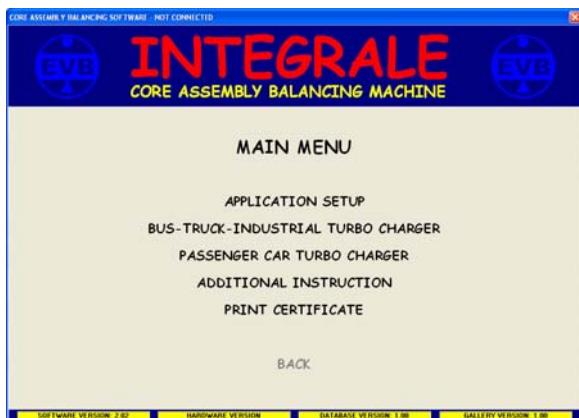 CORE ASSEMBLY BALANCING SOFTWARE - NOT CONNECTED
EVB
INTEGRALE
EVB
CORE ASSEMBLY BALANCING MACHINE
MAIN MENU
APPLICATION SETUP
BUS-TRUCK-INDUSTRIAL TURBO CHARGER
PASSENGER CAR TURBO CHARGER
ADDITIONAL INSTRUCTION
PRINT CERTIFICATE
BACK
SOFTWARE VERSION: 2.02 HARDWARE VERSION DATABASE VERSION 1.00 GALLERY VERSION 1.00